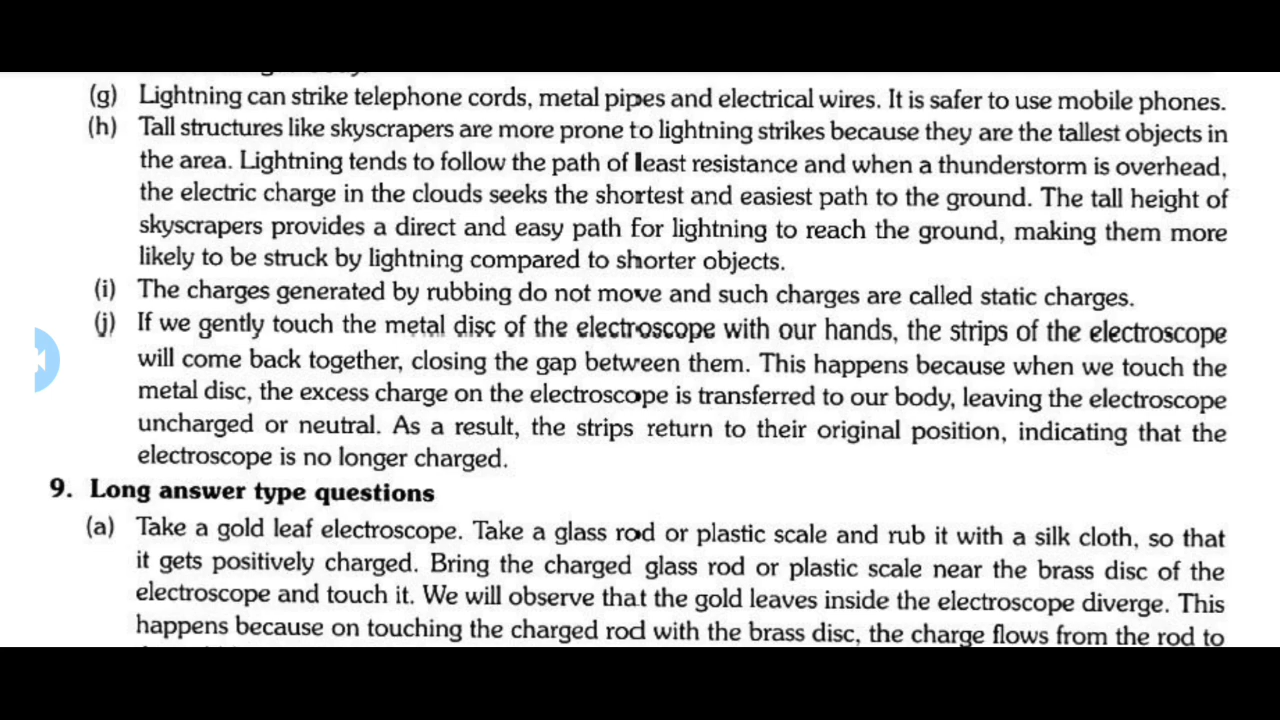 (g) Lightning can strike telephone cords, metal pipes and electrical wires. It is safer to use mobile phones.
(h) Tall structures like skyscrapers are more prone to lightning strikes because they are the tallest objects in
the area. Lightning tends to follow the path of least resistance and when a thunderstorm is overhead,
the electric charge in the clouds seeks the shortest and easiest path to the ground. The tall height of
skyscrapers provides a direct and easy path for lightning to reach the ground, making them more
likely to be struck by lightning compared to shorter objects.
(i) The charges generated by rubbing do not move and such charges are called static charges.
(j) If we gently touch the metal disc of the electroscope with our hands, the strips of the electroscope
will come back together, closing the gap between them. This happens because when we touch the
metal disc, the excess charge on the electroscope is transferred to our body, leaving the electroscope
uncharged or neutral. As a result, the strips return to their original position, indicating that the
electroscope is no longer charged.
9. Long answer type questions
(a) Take a gold leaf electroscope. Take a glass rod or plastic scale and rub it with a silk cloth, so that
it gets positively charged. Bring the charged glass rod or plastic scale near the brass disc of the
electroscope and touch it. We will observe that the gold leaves inside the electroscope diverge. This
happens because on touching the charged rod with the brass disc, the charge flows from the rod to